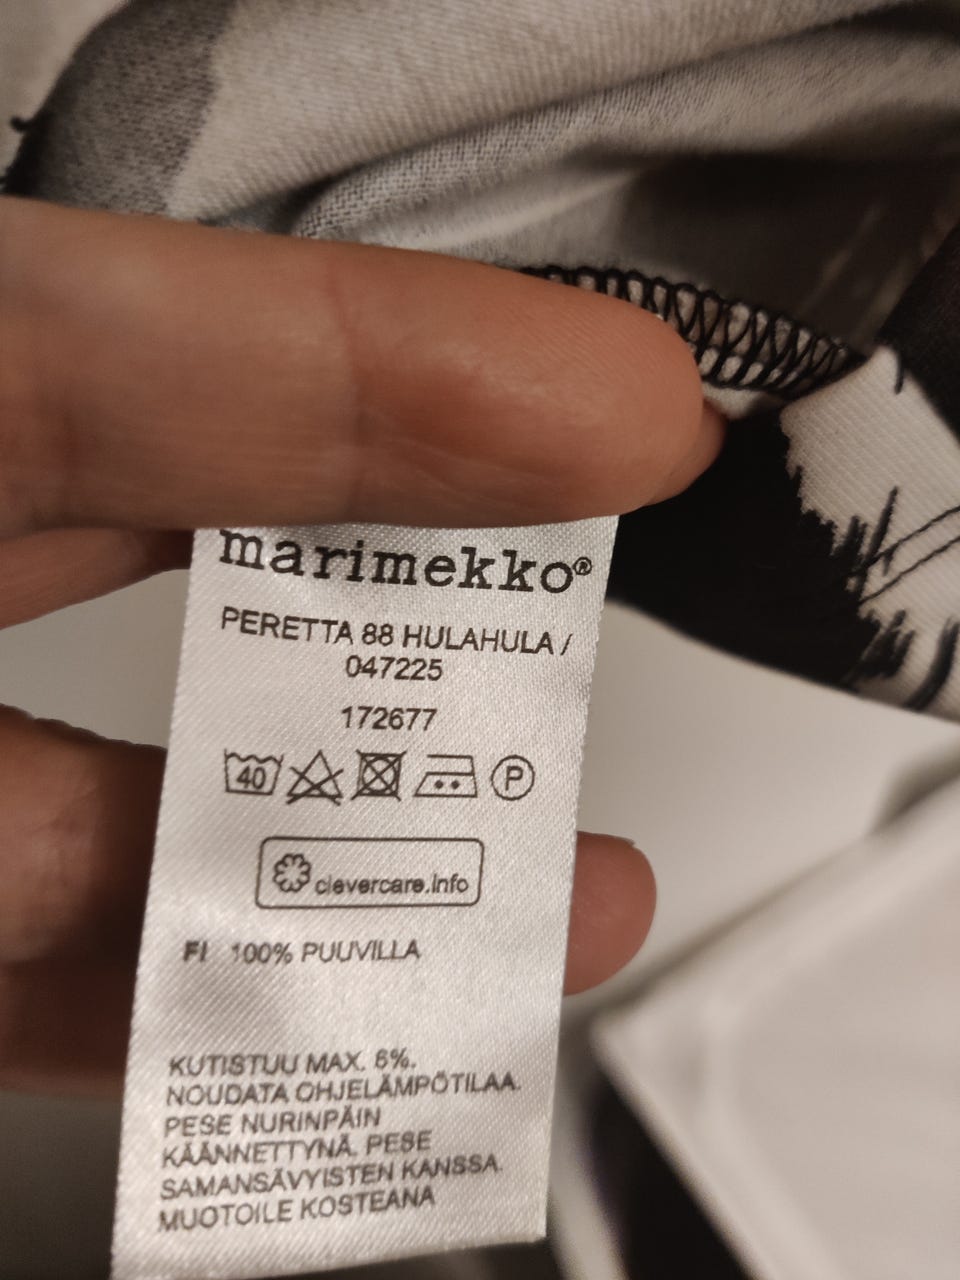 marimekko®
PERETTA 88 HULAHULA /
047225
172677
40 P
clevercare.info
FI 100% PUUVILLA
KUTISTUU MAX. 6%.
NOUDATA OHJELÄMPÖTILAA.
PESE NURINPÄIN
KÄÄNNETTYNÄ. PESE
SAMANSÄVYISTEN KANSSA.
MUOTOILE KOSTEANA